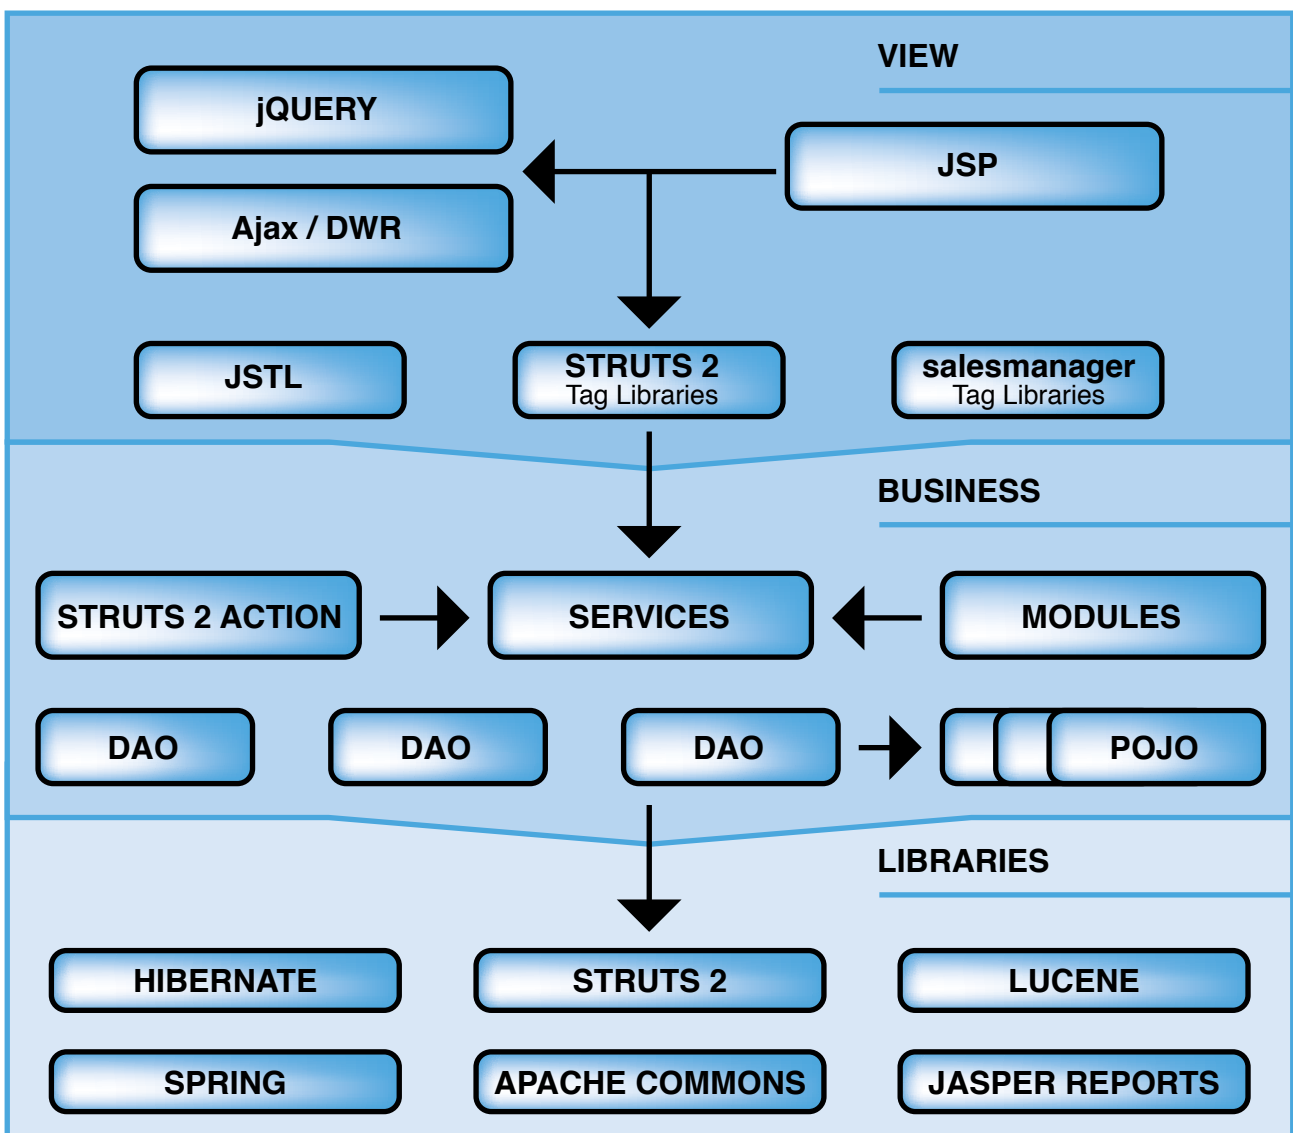 VIEW
jQUERY
JSP
Ajax / DWR
JSTL
STRUTS 2
Tag Libraries
salesmanager
Tag Libraries
BUSINESS
STRUTS 2 ACTION
SERVICES
MODULES
DAO
DAO
DAO
POJO
LIBRARIES
HIBERNATE
STRUTS 2
LUCENE
SPRING
APACHE COMMONS
JASPER REPORTS